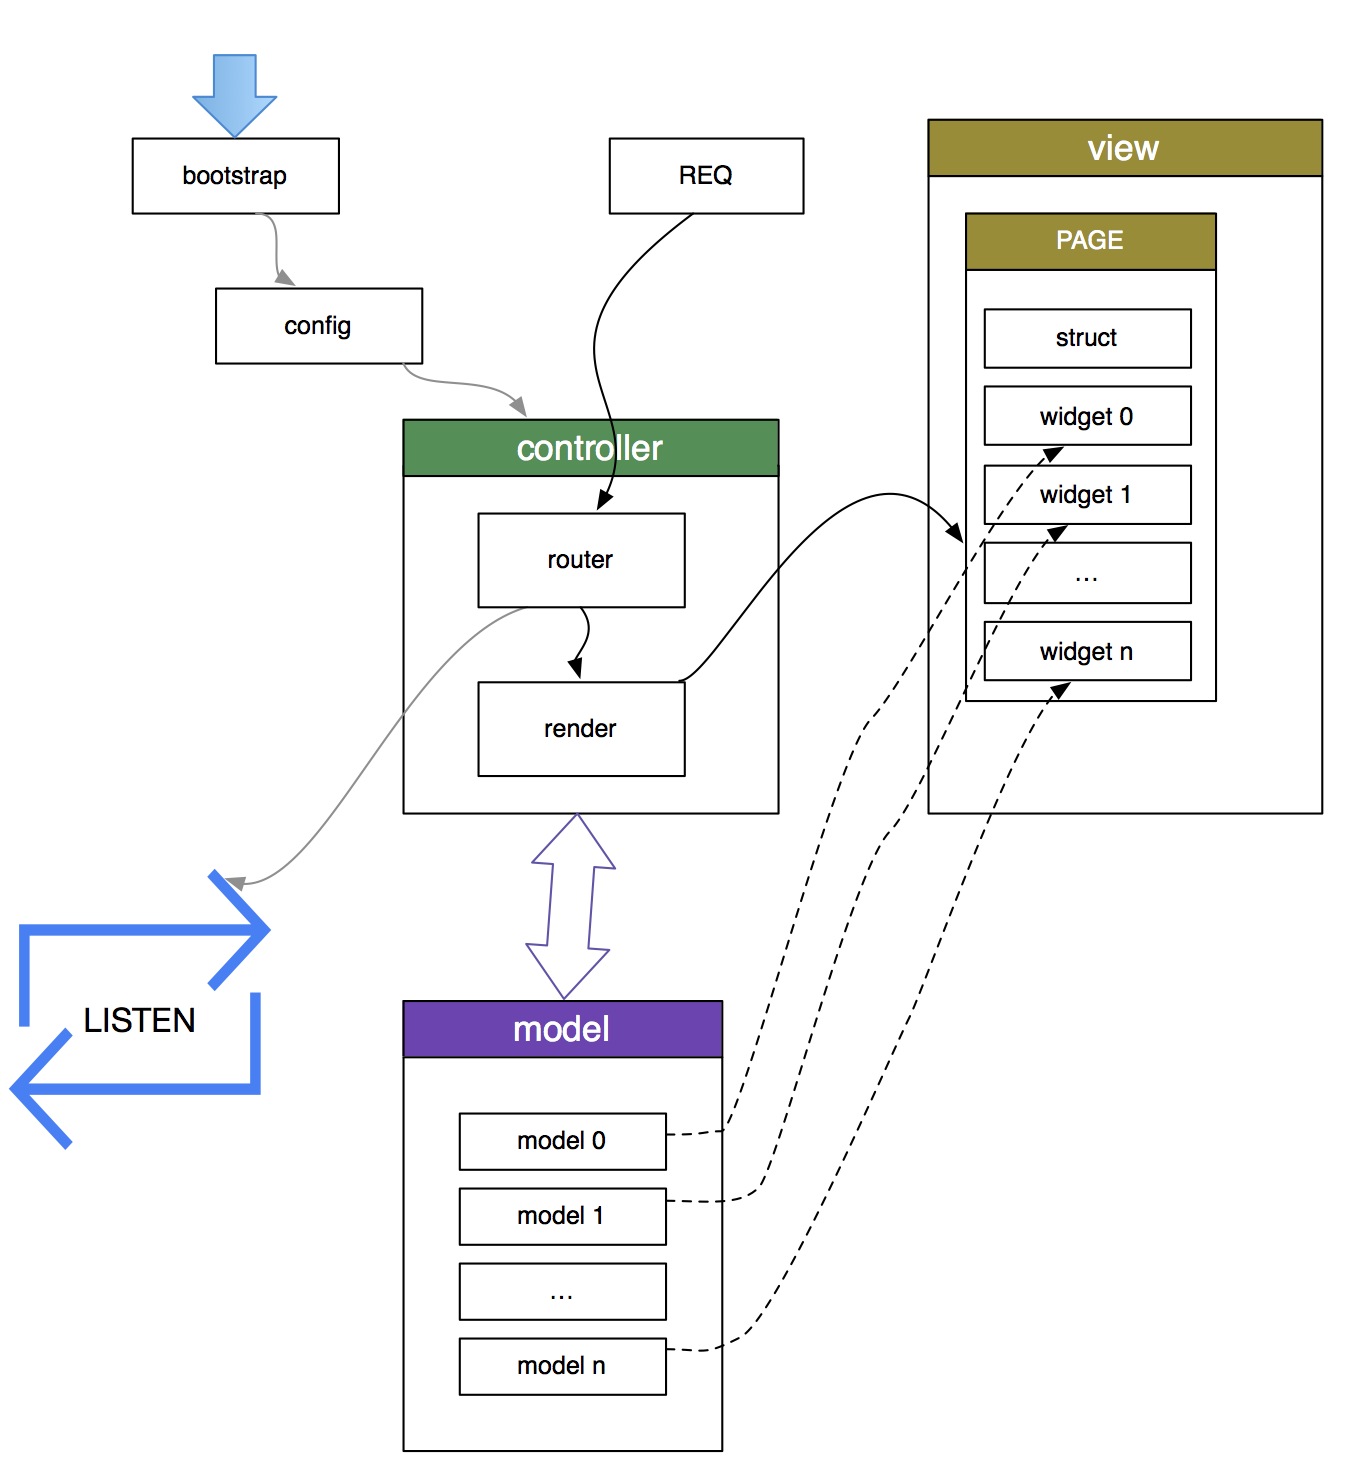 bootstrap
REQ
config
controller
router
render
LISTEN
model
model 0
model 1
...
model n
view
PAGE
struct
widget 0
widget 1
...
widget n